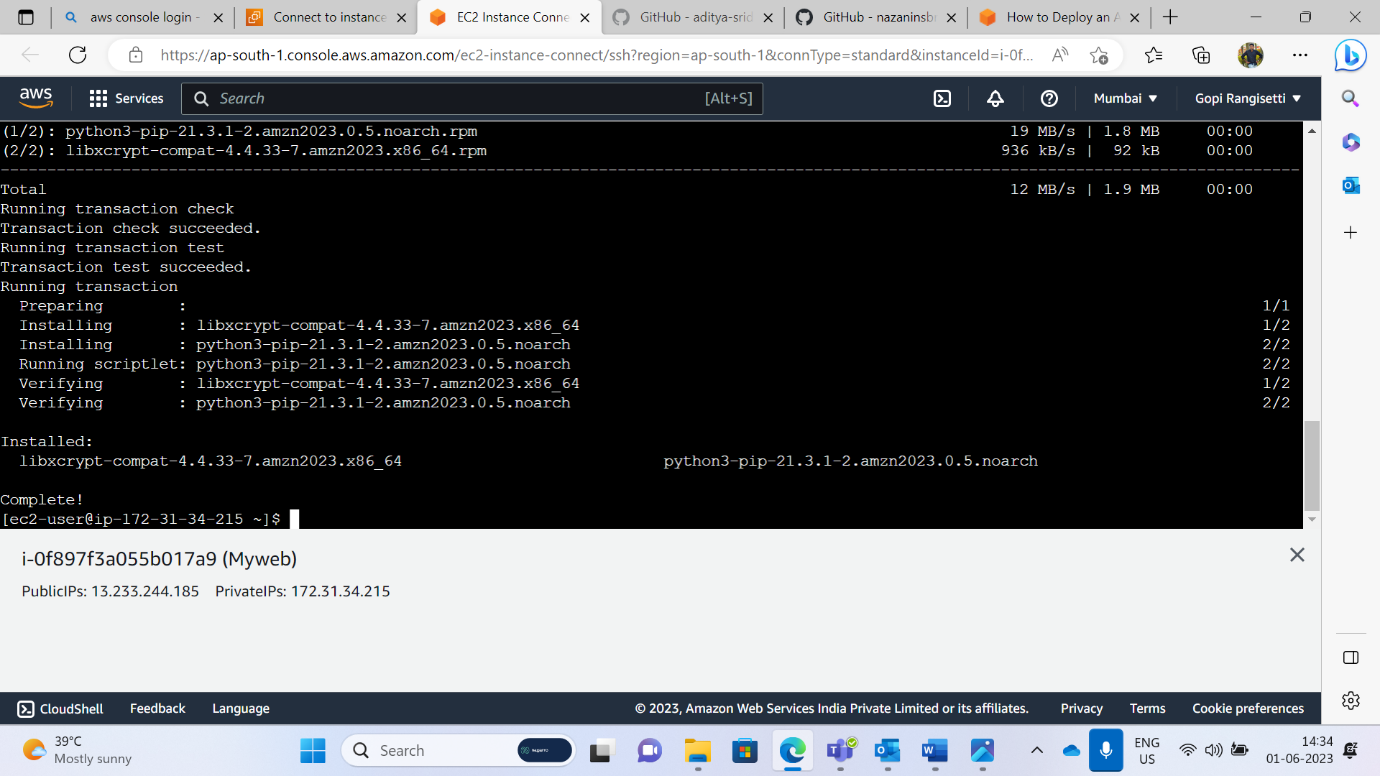 aws console login -
Connect to instance
EC2 Instance Conne
GitHub - aditya-srid
GitHub - nazaninsb
How to Deploy an A
https://ap-south-1.console.aws.amazon.com/ec2-instance-connect/ssh?region=ap-south-1&connType=standard&instanceId=i-0f...
aws
Services
Search
[Alt+S]
Mumbai
Gopi Rangisetti
(1/2): python3-pip-21.3.1-2.amzn2023.0.5.noarch.rpm 19 MB/s | 1.8 MB 00:00
(2/2): libxcrypt-compat-4.4.33-7.amzn2023.x86_64.rpm 936 kB/s | 92 kB 00:00
--------------------------------------------------------------------------------
Total 12 MB/s | 1.9 MB 00:00
Running transaction check
Transaction check succeeded.
Running transaction test
Transaction test succeeded.
Running transaction
Preparing : 1/1
Installing : libxcrypt-compat-4.4.33-7.amzn2023.x86_64 1/2
Installing : python3-pip-21.3.1-2.amzn2023.0.5.noarch 2/2
Running scriptlet: python3-pip-21.3.1-2.amzn2023.0.5.noarch 2/2
Verifying : libxcrypt-compat-4.4.33-7.amzn2023.x86_64 1/2
Verifying : python3-pip-21.3.1-2.amzn2023.0.5.noarch 2/2
Installed:
libxcrypt-compat-4.4.33-7.amzn2023.x86_64 python3-pip-21.3.1-2.amzn2023.0.5.noarch
Complete!
[ec2-user@ip-172-31-34-215 ~]$
i-0f897f3a055b017a9 (Myweb)
PublicIPs: 13.233.244.185 PrivateIPs: 172.31.34.215
CloudShell
Feedback
Language
© 2023, Amazon Web Services India Private Limited or its affiliates.
Privacy
Terms
Cookie preferences
39°C
Mostly sunny
Search
ENG
US
14:34
01-06-2023